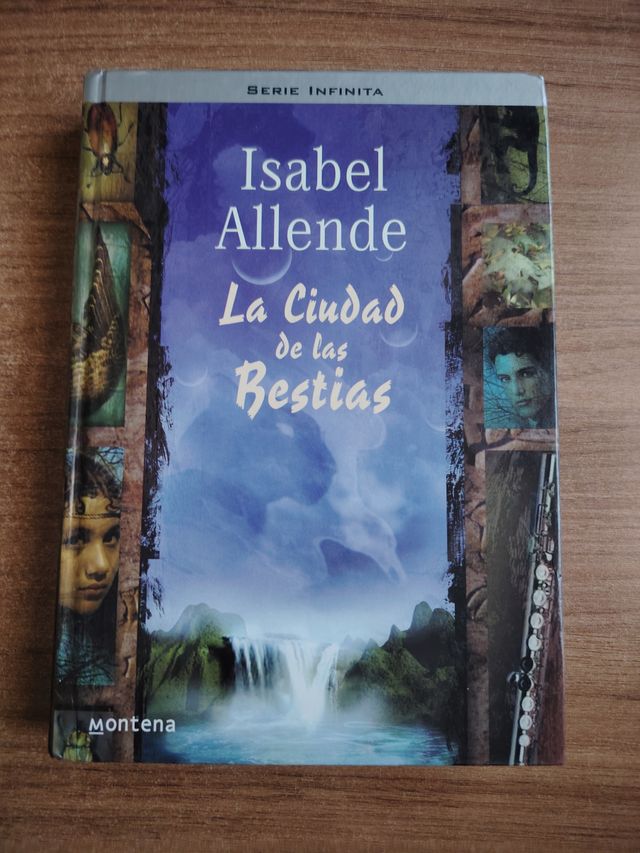 SERIE INFINITA
Isabel
Allende
La Ciudad
de las
Bestias
Montena